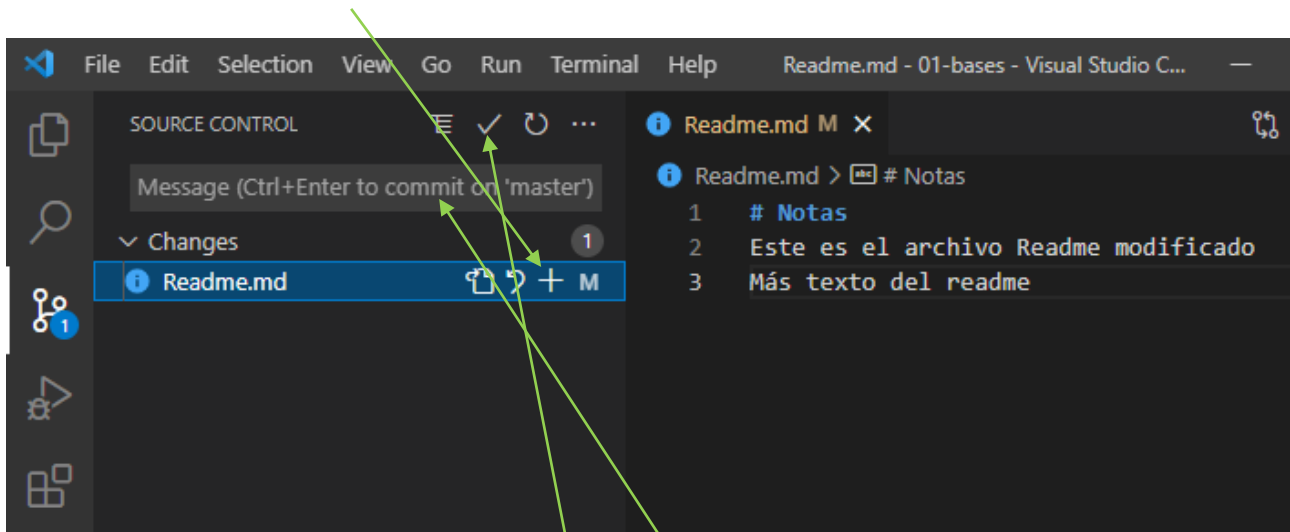 File Edit Selection View Go Run Terminal Help Readme.md - 01-bases - Visual Studio C...
SOURCE CONTROL
Readme.md M
Message (Ctrl+Enter to commit on 'master')
Readme.md > abc # Notas
1 # Notas
Changes 1
2 Este es el archivo Readme modificado
Readme.md M
3 Más texto del readme
1